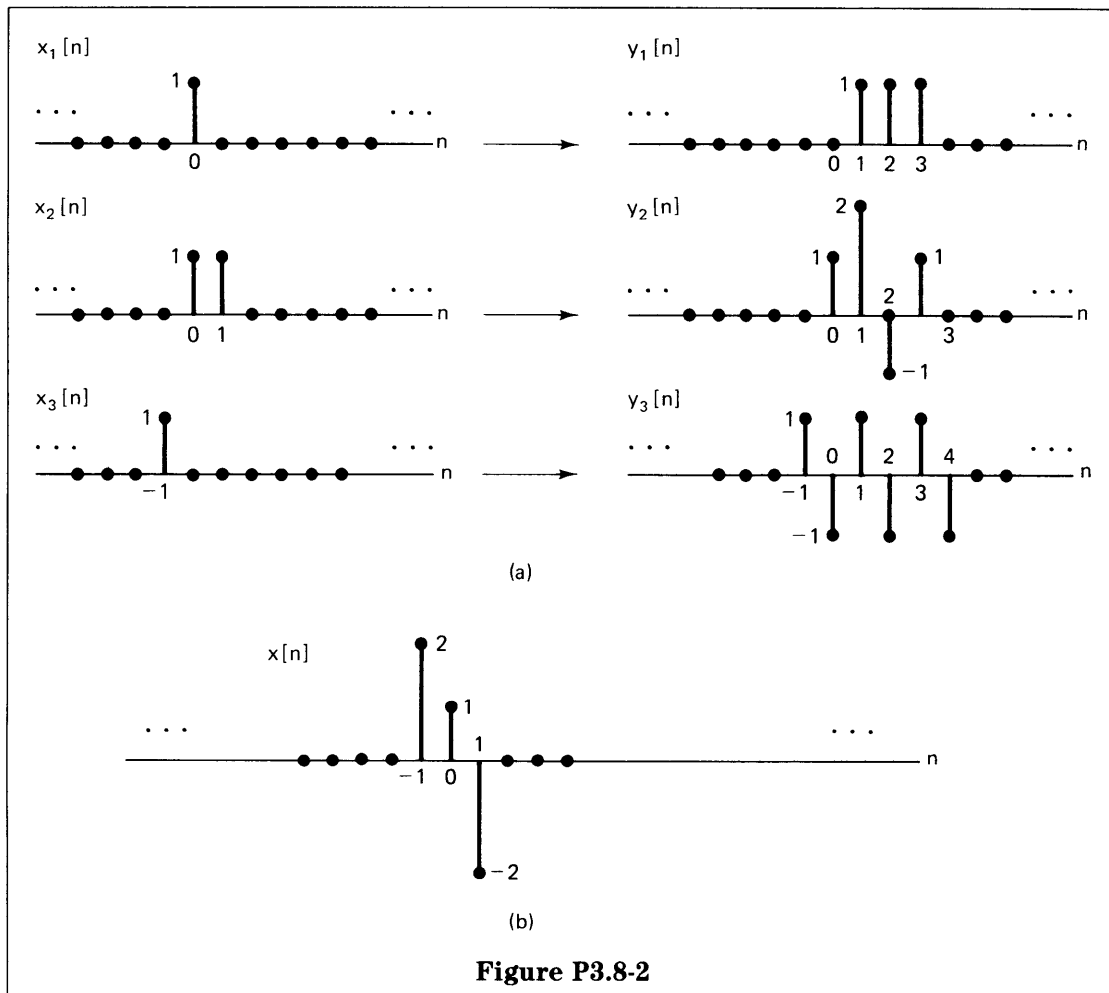 x₁[n]
y₁[n]
1
1
. . .
. . .
. . .
. . .
n
n
0
0 1 2 3
x₂[n]
y₂[n]
2
1
1
1
. . .
. . .
. . .
. . .
2
n
n
0 1
0 1 3
−1
x₃[n]
y₃[n]
1
1
. . .
. . .
. . .
. . .
0 2 4
n
n
−1
−1 1 3
−1
(a)
x[n]
2
1
. . .
. . .
1
n
−1 0
−2
(b)
Figure P3.8-2